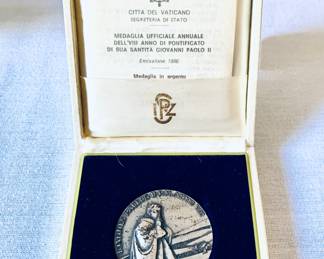 CITTÀ DEL VATICANO
SEGRETERIA DI STATO
MEDAGLIA UFFICIALE ANNUALE
DELL'VIII ANNO DI PONTIFICATO
DI SUA SANTITÀ GIOVANNI PAOLO II
Emissione 1986
Medaglia in argento